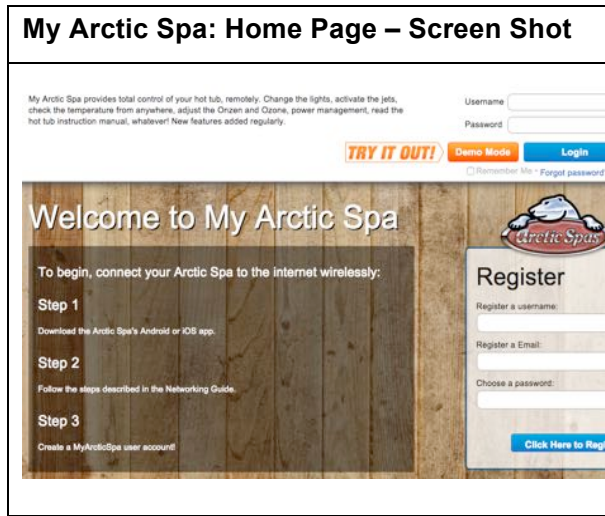 My Arctic Spa: Home Page – Screen Shot
My Arctic Spa provides total control of your hot tub, remotely. Change the lights, activate the jets,
check the temperature from anywhere, adjust the Onzen and Ozone, power management, read the
hot tub instruction manual, whatever! New features added regularly.
Username
Password
TRY IT OUT!
Demo Mode
Login
Remember Me • Forgot password
Welcome to My Arctic Spa
Arctic Spas
To begin, connect your Arctic Spa to the internet wirelessly:
Step 1
Download the Arctic Spa's Android or iOS app.
Step 2
Follow the steps described in the Networking Guide.
Step 3
Create a MyArcticSpa user account!
Register
Register a username:
Register a Email:
Choose a password:
Click Here to Regi